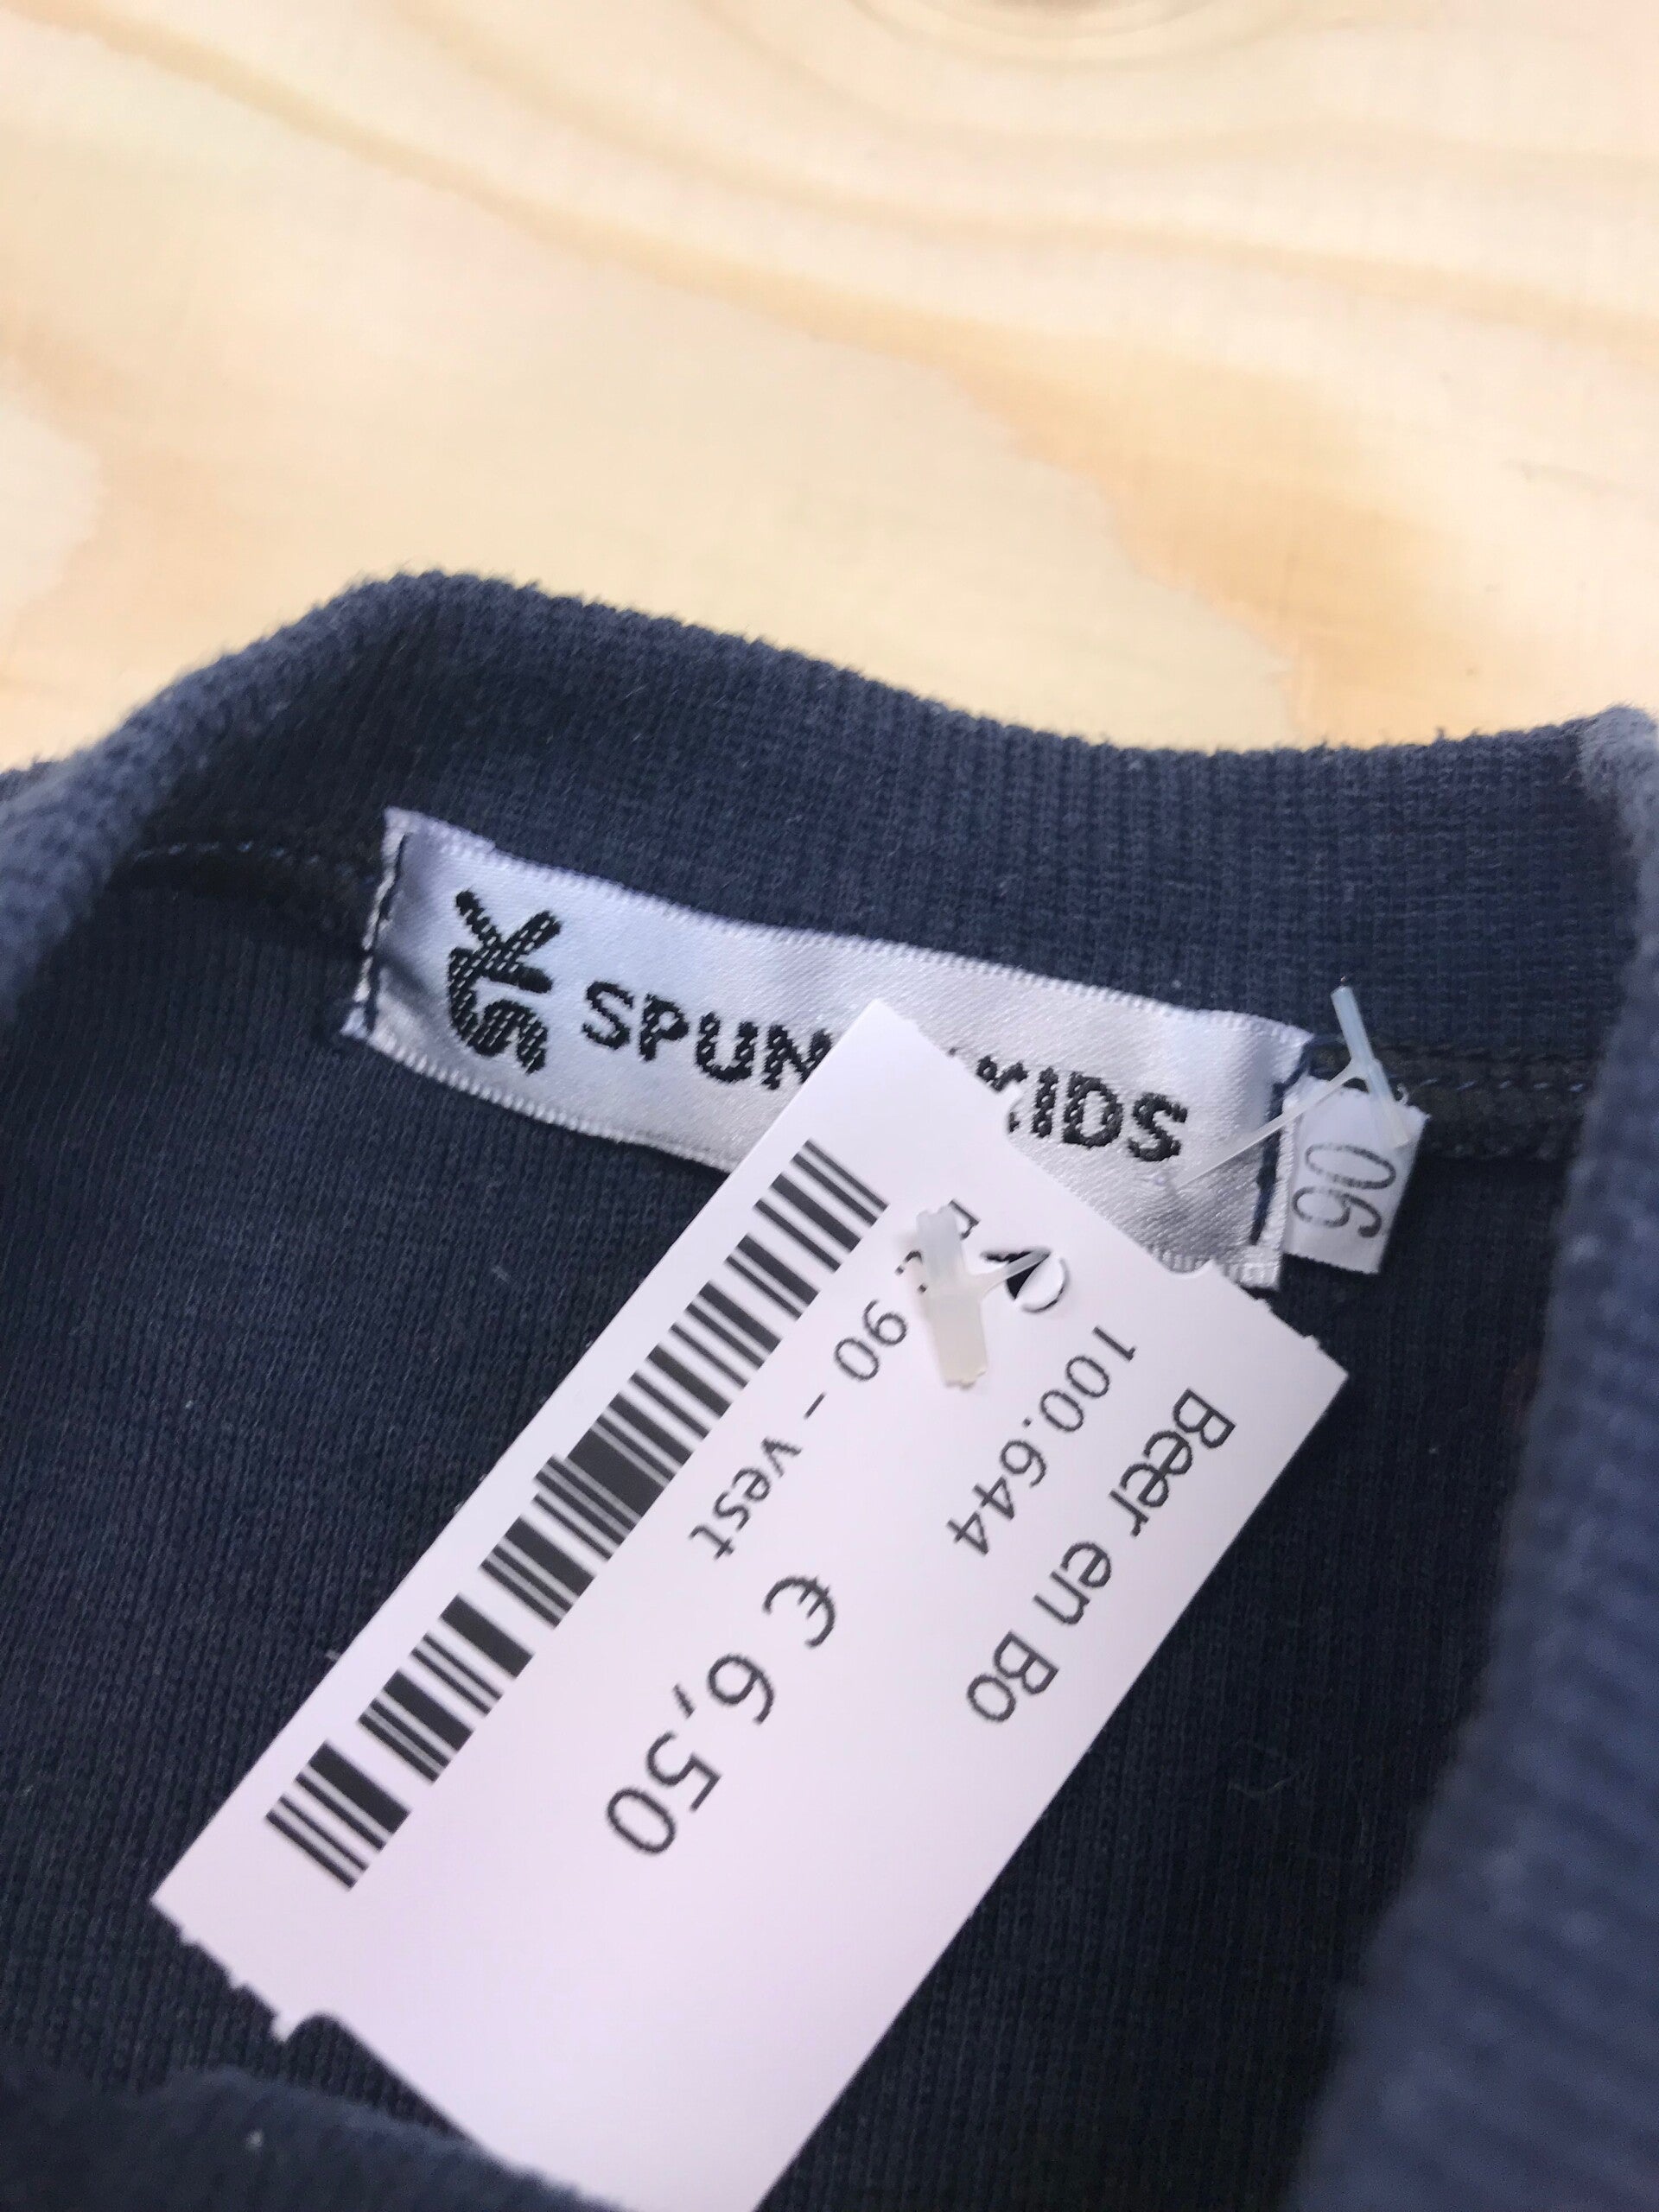 SPUN KIDS
90
Beer en Bo
100.644
90 - vest
€ 6,50